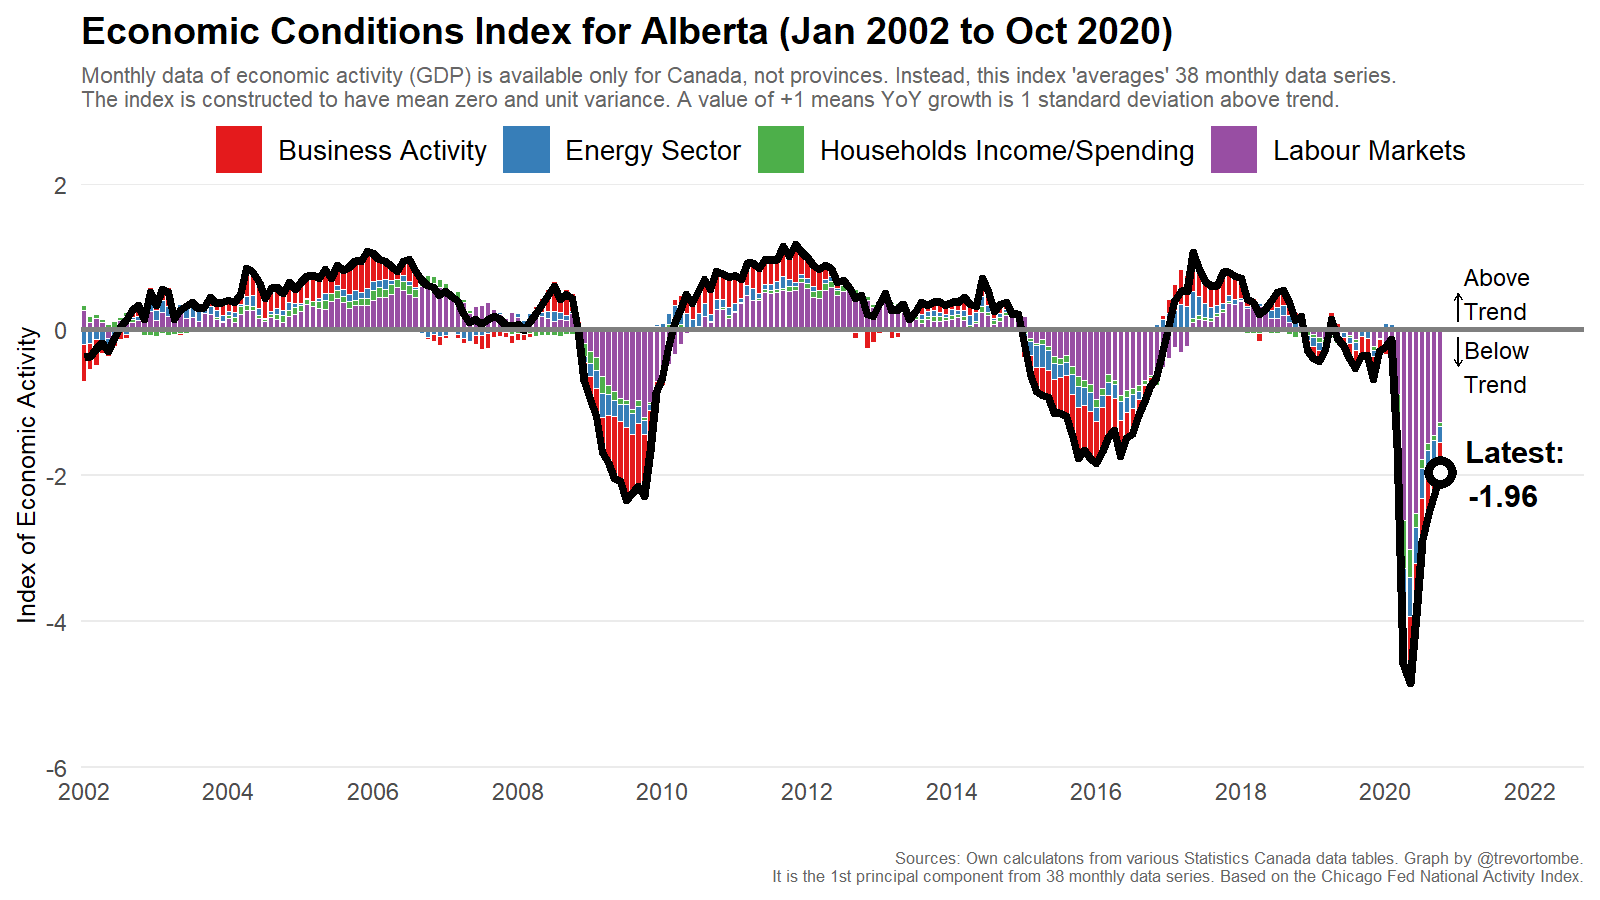 Economic Conditions Index for Alberta (Jan 2002 to Oct 2020)
Monthly data of economic activity (GDP) is available only for Canada, not provinces. Instead, this index 'averages' 38 monthly data series.
The index is constructed to have mean zero and unit variance. A value of +1 means YoY growth is 1 standard deviation above trend.
Business Activity
Energy Sector
Households Income/Spending
Labour Markets
Index of Economic Activity
2
0
-2
-4
-6
Above
Trend
Below
Trend
Latest:
-1.96
2002
2004
2006
2008
2010
2012
2014
2016
2018
2020
2022
Sources: Own calculatons from various Statistics Canada data tables. Graph by @trevortombe.
It is the 1st principal component from 38 monthly data series. Based on the Chicago Fed National Activity Index.